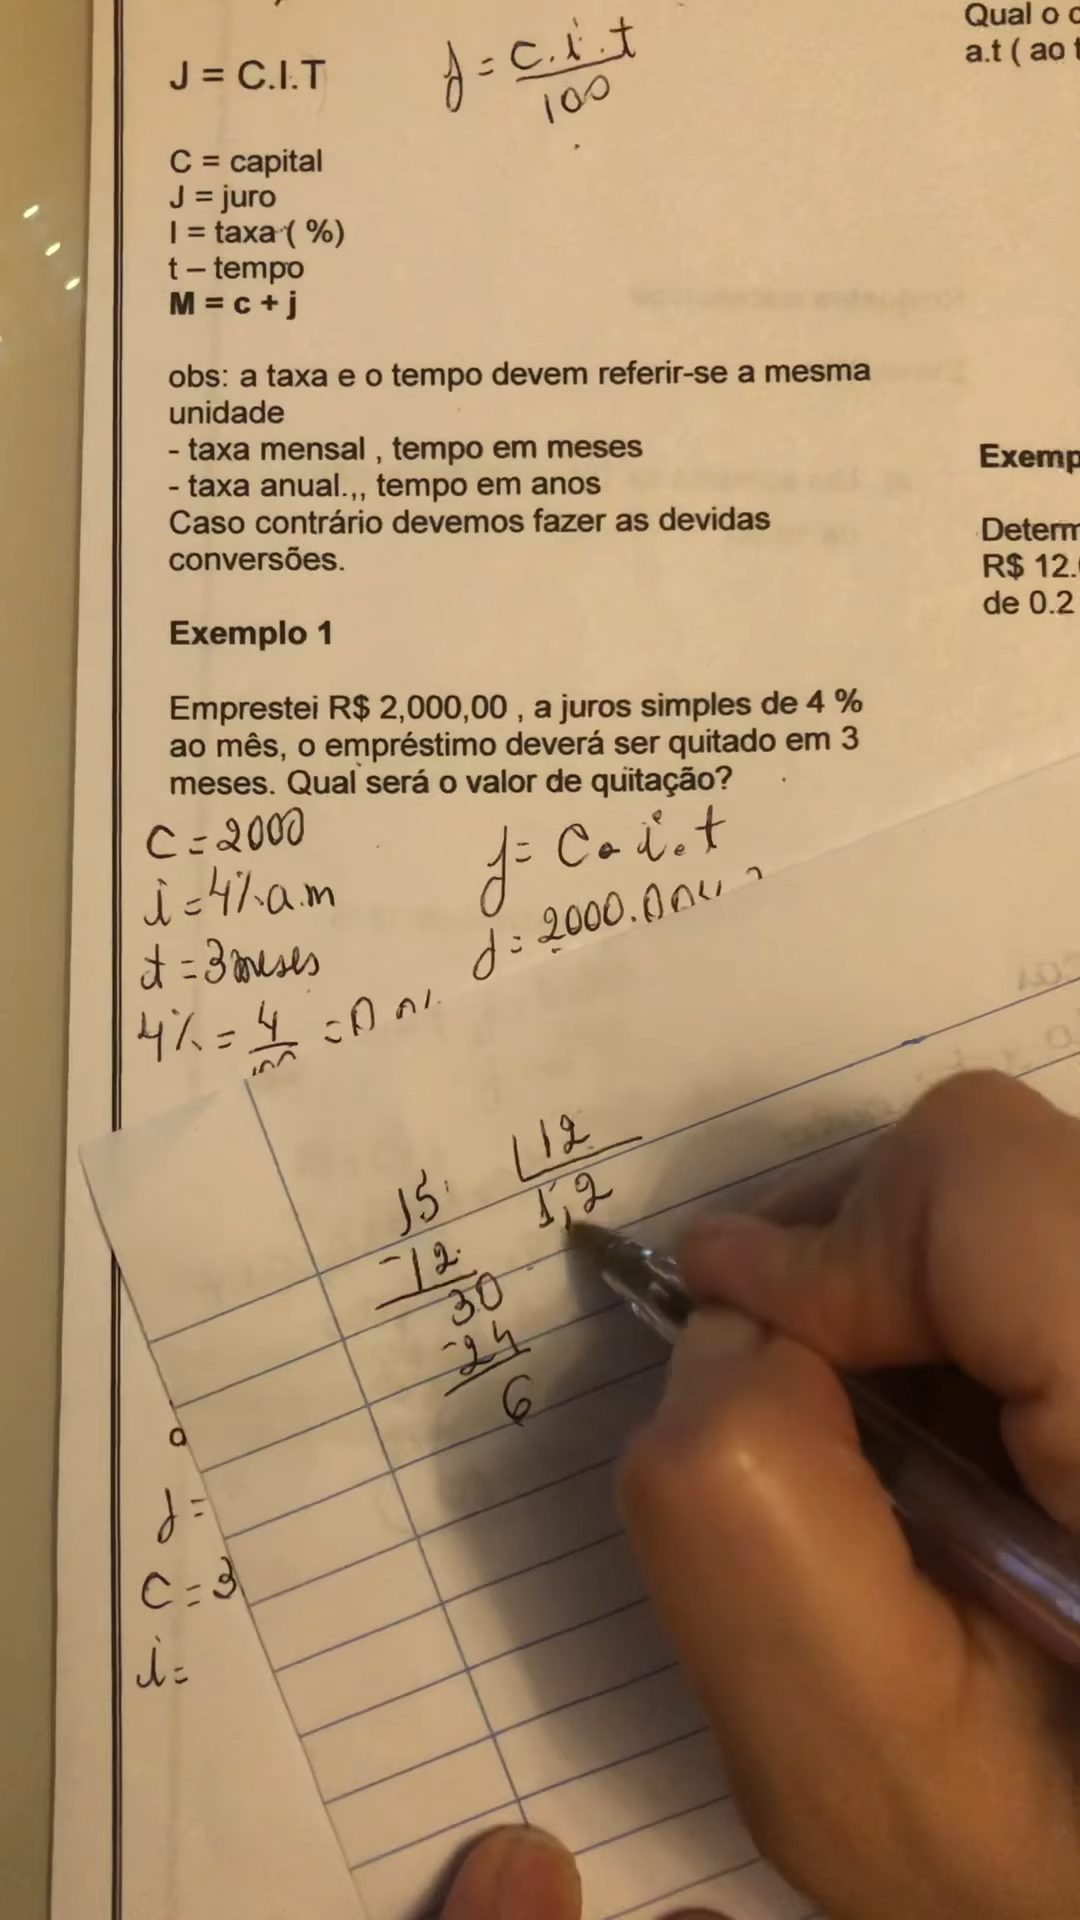 Qual o
a.t ( ao
J = C.I.T
J = C.i.t
100
C = capital
J = juro
I = taxa ( %)
t – tempo
M = c + j
obs: a taxa e o tempo devem referir-se a mesma
unidade
- taxa mensal , tempo em meses
- taxa anual.,, tempo em anos
Caso contrário devemos fazer as devidas
conversões.
Exemp
Determ
R$ 12.
de 0.2
Exemplo 1
Emprestei R$ 2,000,00 , a juros simples de 4 %
ao mês, o empréstimo deverá ser quitado em 3
meses. Qual será o valor de quitação?
C = 2000
i = 4% a.m
t = 3 meses
4% = 4
J = C. i. t
J = 2000.
15 12
1,2
-12
30
-24
6
J =
C = 3
i =